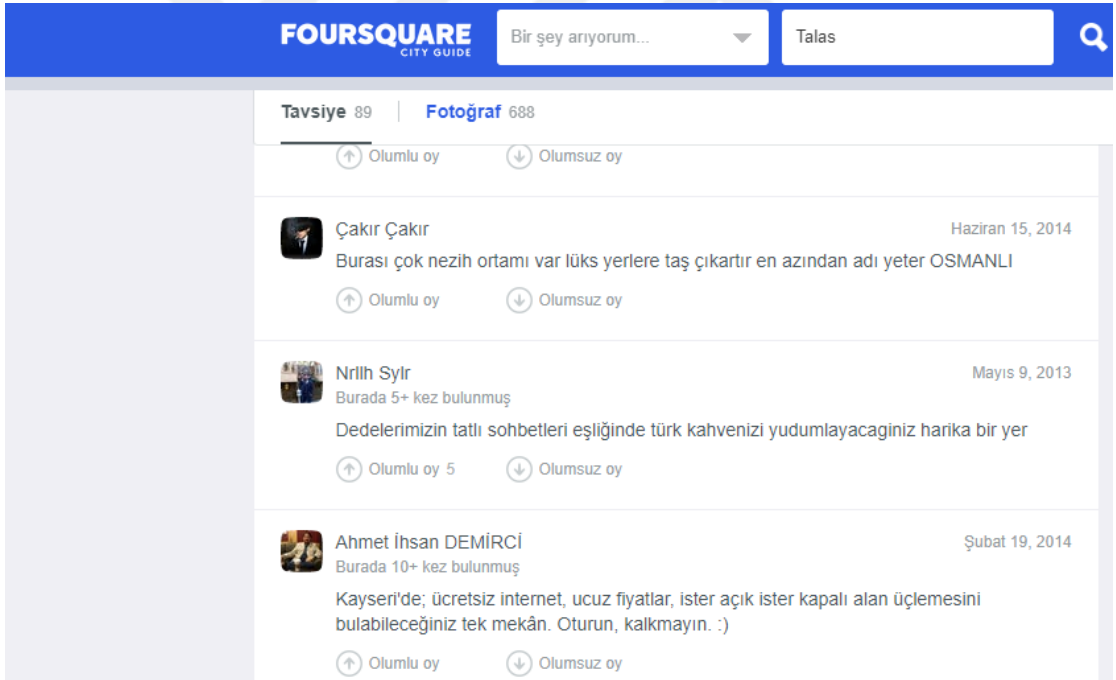 FOURSQUARE
CITY GUIDE
Bir şey arıyorum...
Talas
Tavsiye 89
Fotoğraf 688
Olumlu oy
Olumsuz oy
Çakır Çakır
Haziran 15, 2014
Burası çok nezih ortamı var lüks yerlere taş çıkartır en azından adı yeter OSMANLI
Olumlu oy
Olumsuz oy
Nrllh Sylr
Mayıs 9, 2013
Burada 5+ kez bulunmuş
Dedelerimizin tatlı sohbetleri eşliğinde türk kahvenizi yudumlayacaginiz harika bir yer
Olumlu oy 5
Olumsuz oy
Ahmet İhsan DEMİRCİ
Şubat 19, 2014
Burada 10+ kez bulunmuş
Kayseri'de; ücretsiz internet, ucuz fiyatlar, ister açık ister kapalı alan üçlemesini
bulabileceğiniz tek mekân. Oturun, kalkmayın. :)
Olumlu oy
Olumsuz oy